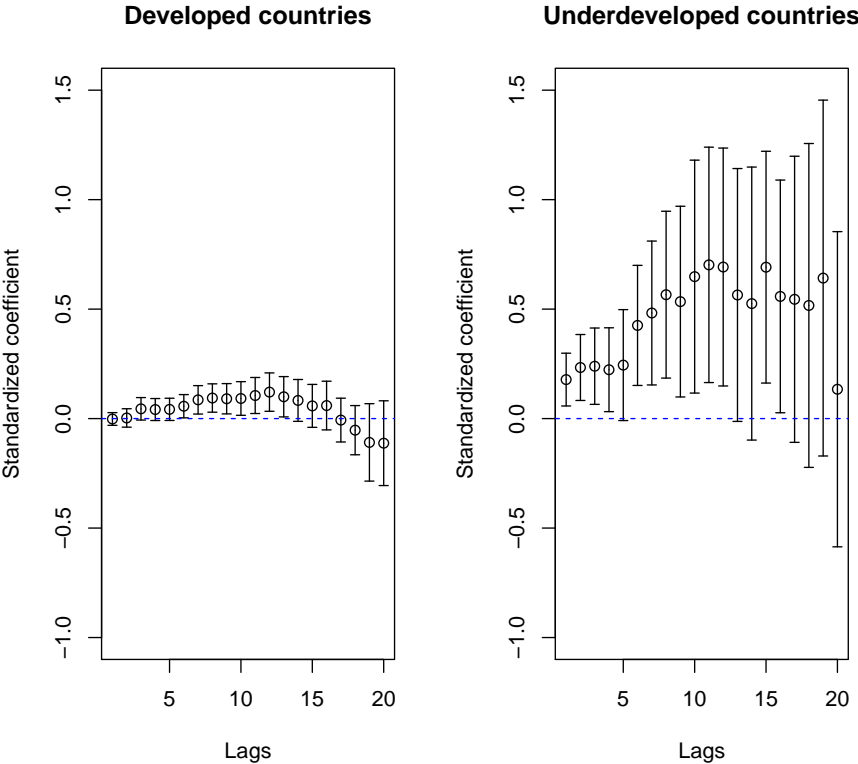 Developed countries
Standardized coefficient
1.5
1.0
0.5
0.0
−0.5
−1.0
5 10 15 20
Lags
Underdeveloped countries
Standardized coefficient
1.5
1.0
0.5
0.0
−0.5
−1.0
5 10 15 20
Lags